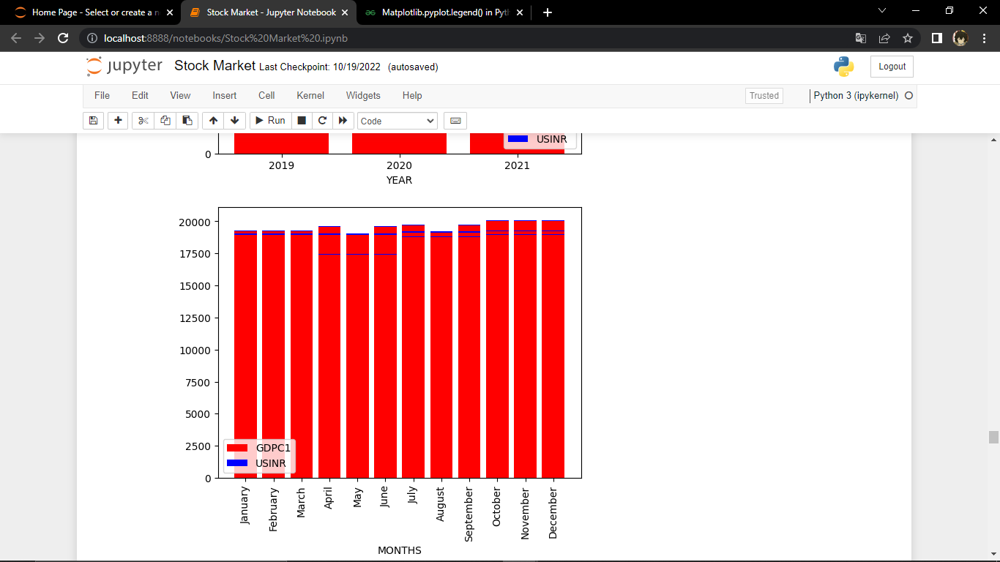 Home Page - Select or create a n
Stock Market - Jupyter Notebook
Matplotlib.pyplot.legend() in Pyth
localhost:8888/notebooks/Stock%20Market%20.ipynb
jupyter Stock Market Last Checkpoint: 10/19/2022 (autosaved)
Logout
File Edit View Insert Cell Kernel Widgets Help
Trusted
Python 3 (ipykernel)
Run
Code
USINR
0
2019 2020 2021
YEAR
20000
17500
15000
12500
10000
7500
5000
2500
0
GDPC1
USINR
January
February
March
April
May
June
July
August
September
October
November
December
MONTHS